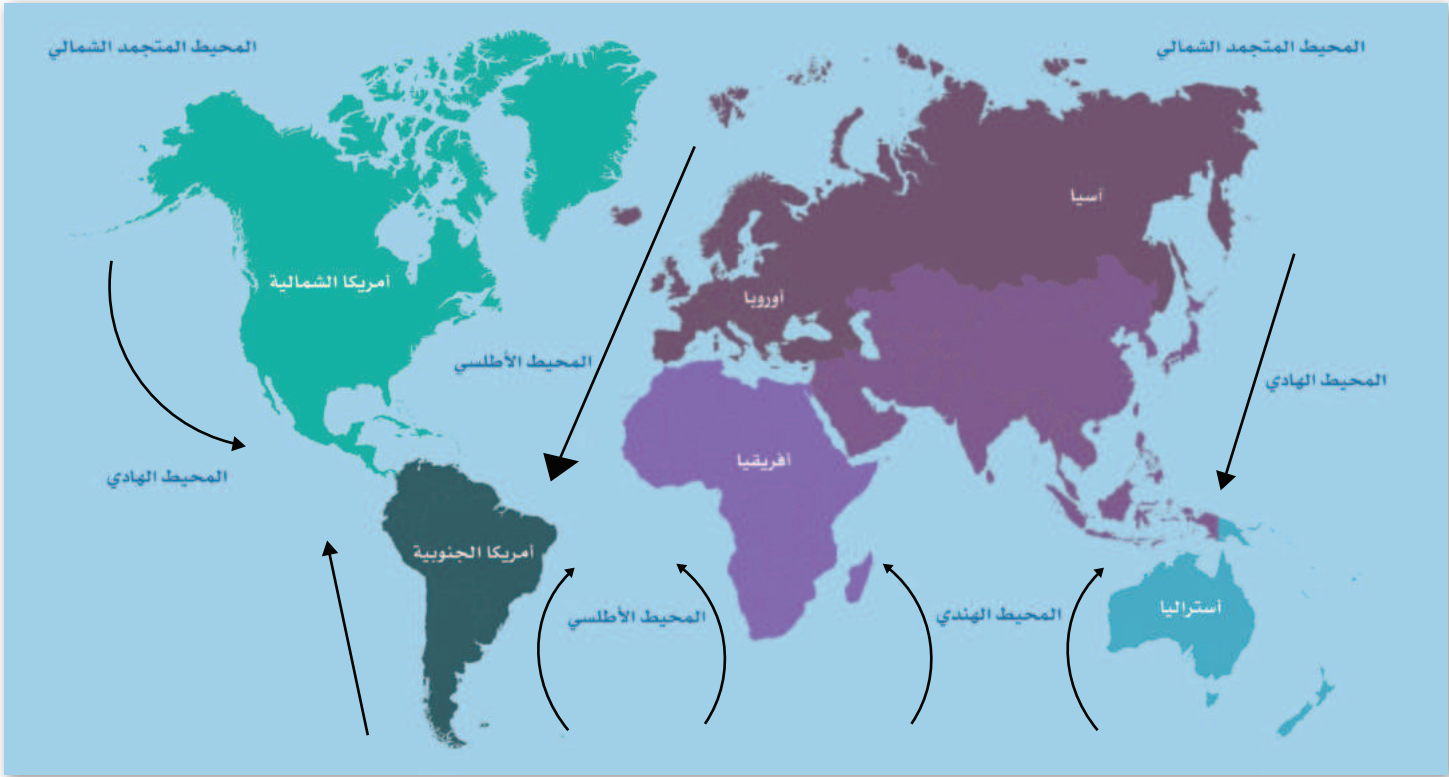 المحيط المتجمد الشمالي
المحيط المتجمد الشمالي
أسيا
أمريكا الشمالية
أوروبا
المحيط الأطلسي
المحيط الهادي
أفريقيا
المحيط الهادي
أمريكا الجنوبية
أستراليا
المحيط الهندي
المحيط الأطلسي